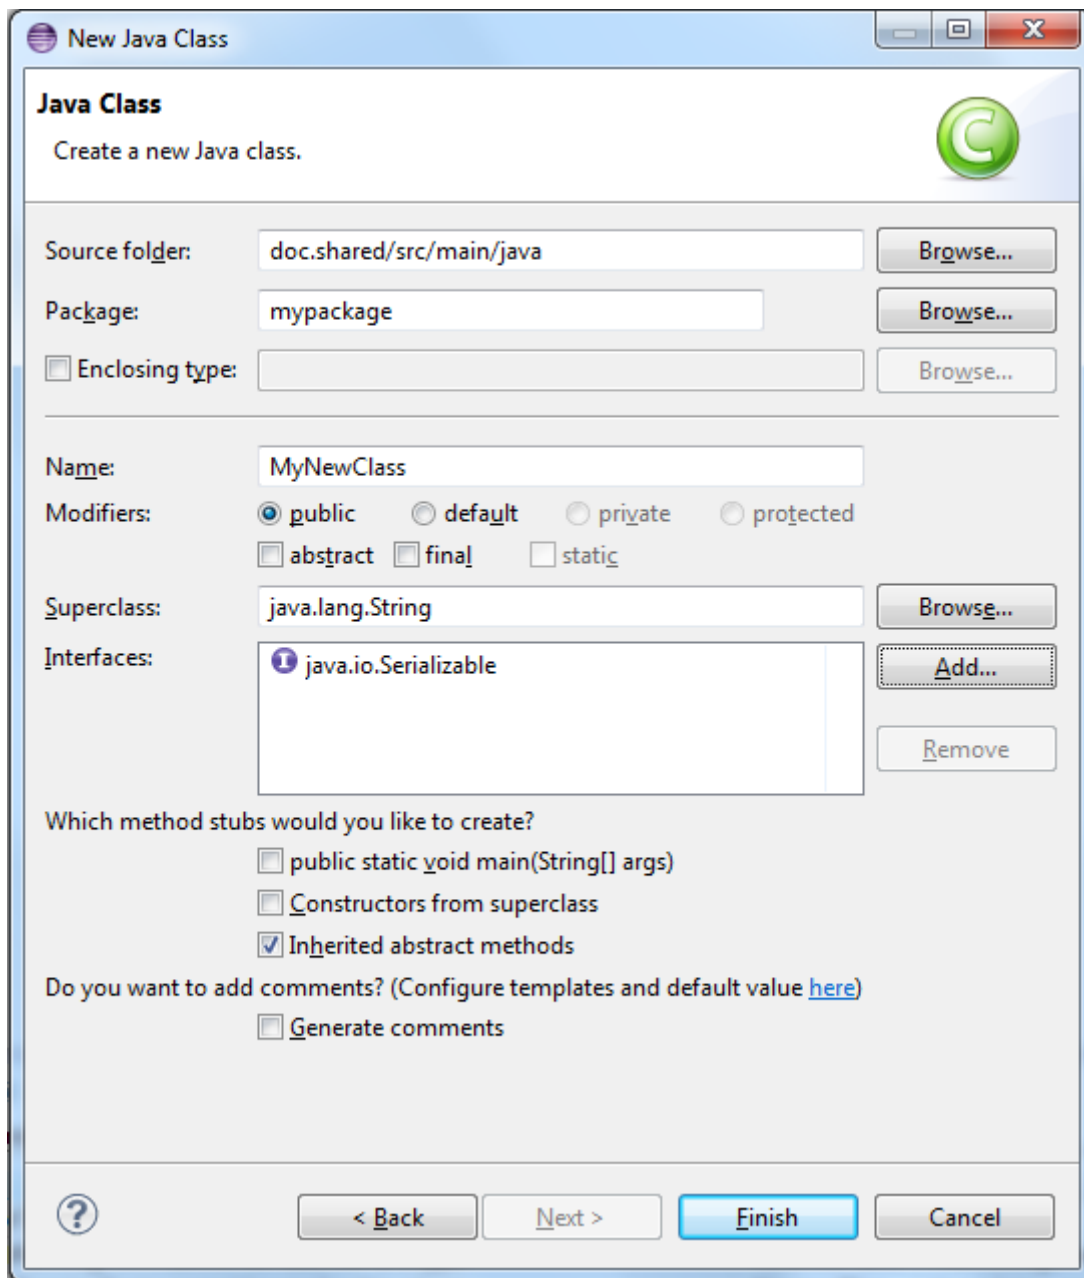 New Java Class
Java Class
Create a new Java class.
Source folder: doc.shared/src/main/java Browse...
Package: mypackage Browse...
Enclosing type: Browse...
Name: MyNewClass
Modifiers: public default private protected
abstract final static
Superclass: java.lang.String Browse...
Interfaces: java.io.Serializable Add...
Remove
Which method stubs would you like to create?
public static void main(String[] args)
Constructors from superclass
Inherited abstract methods
Do you want to add comments? (Configure templates and default value here)
Generate comments
< Back Next > Finish Cancel